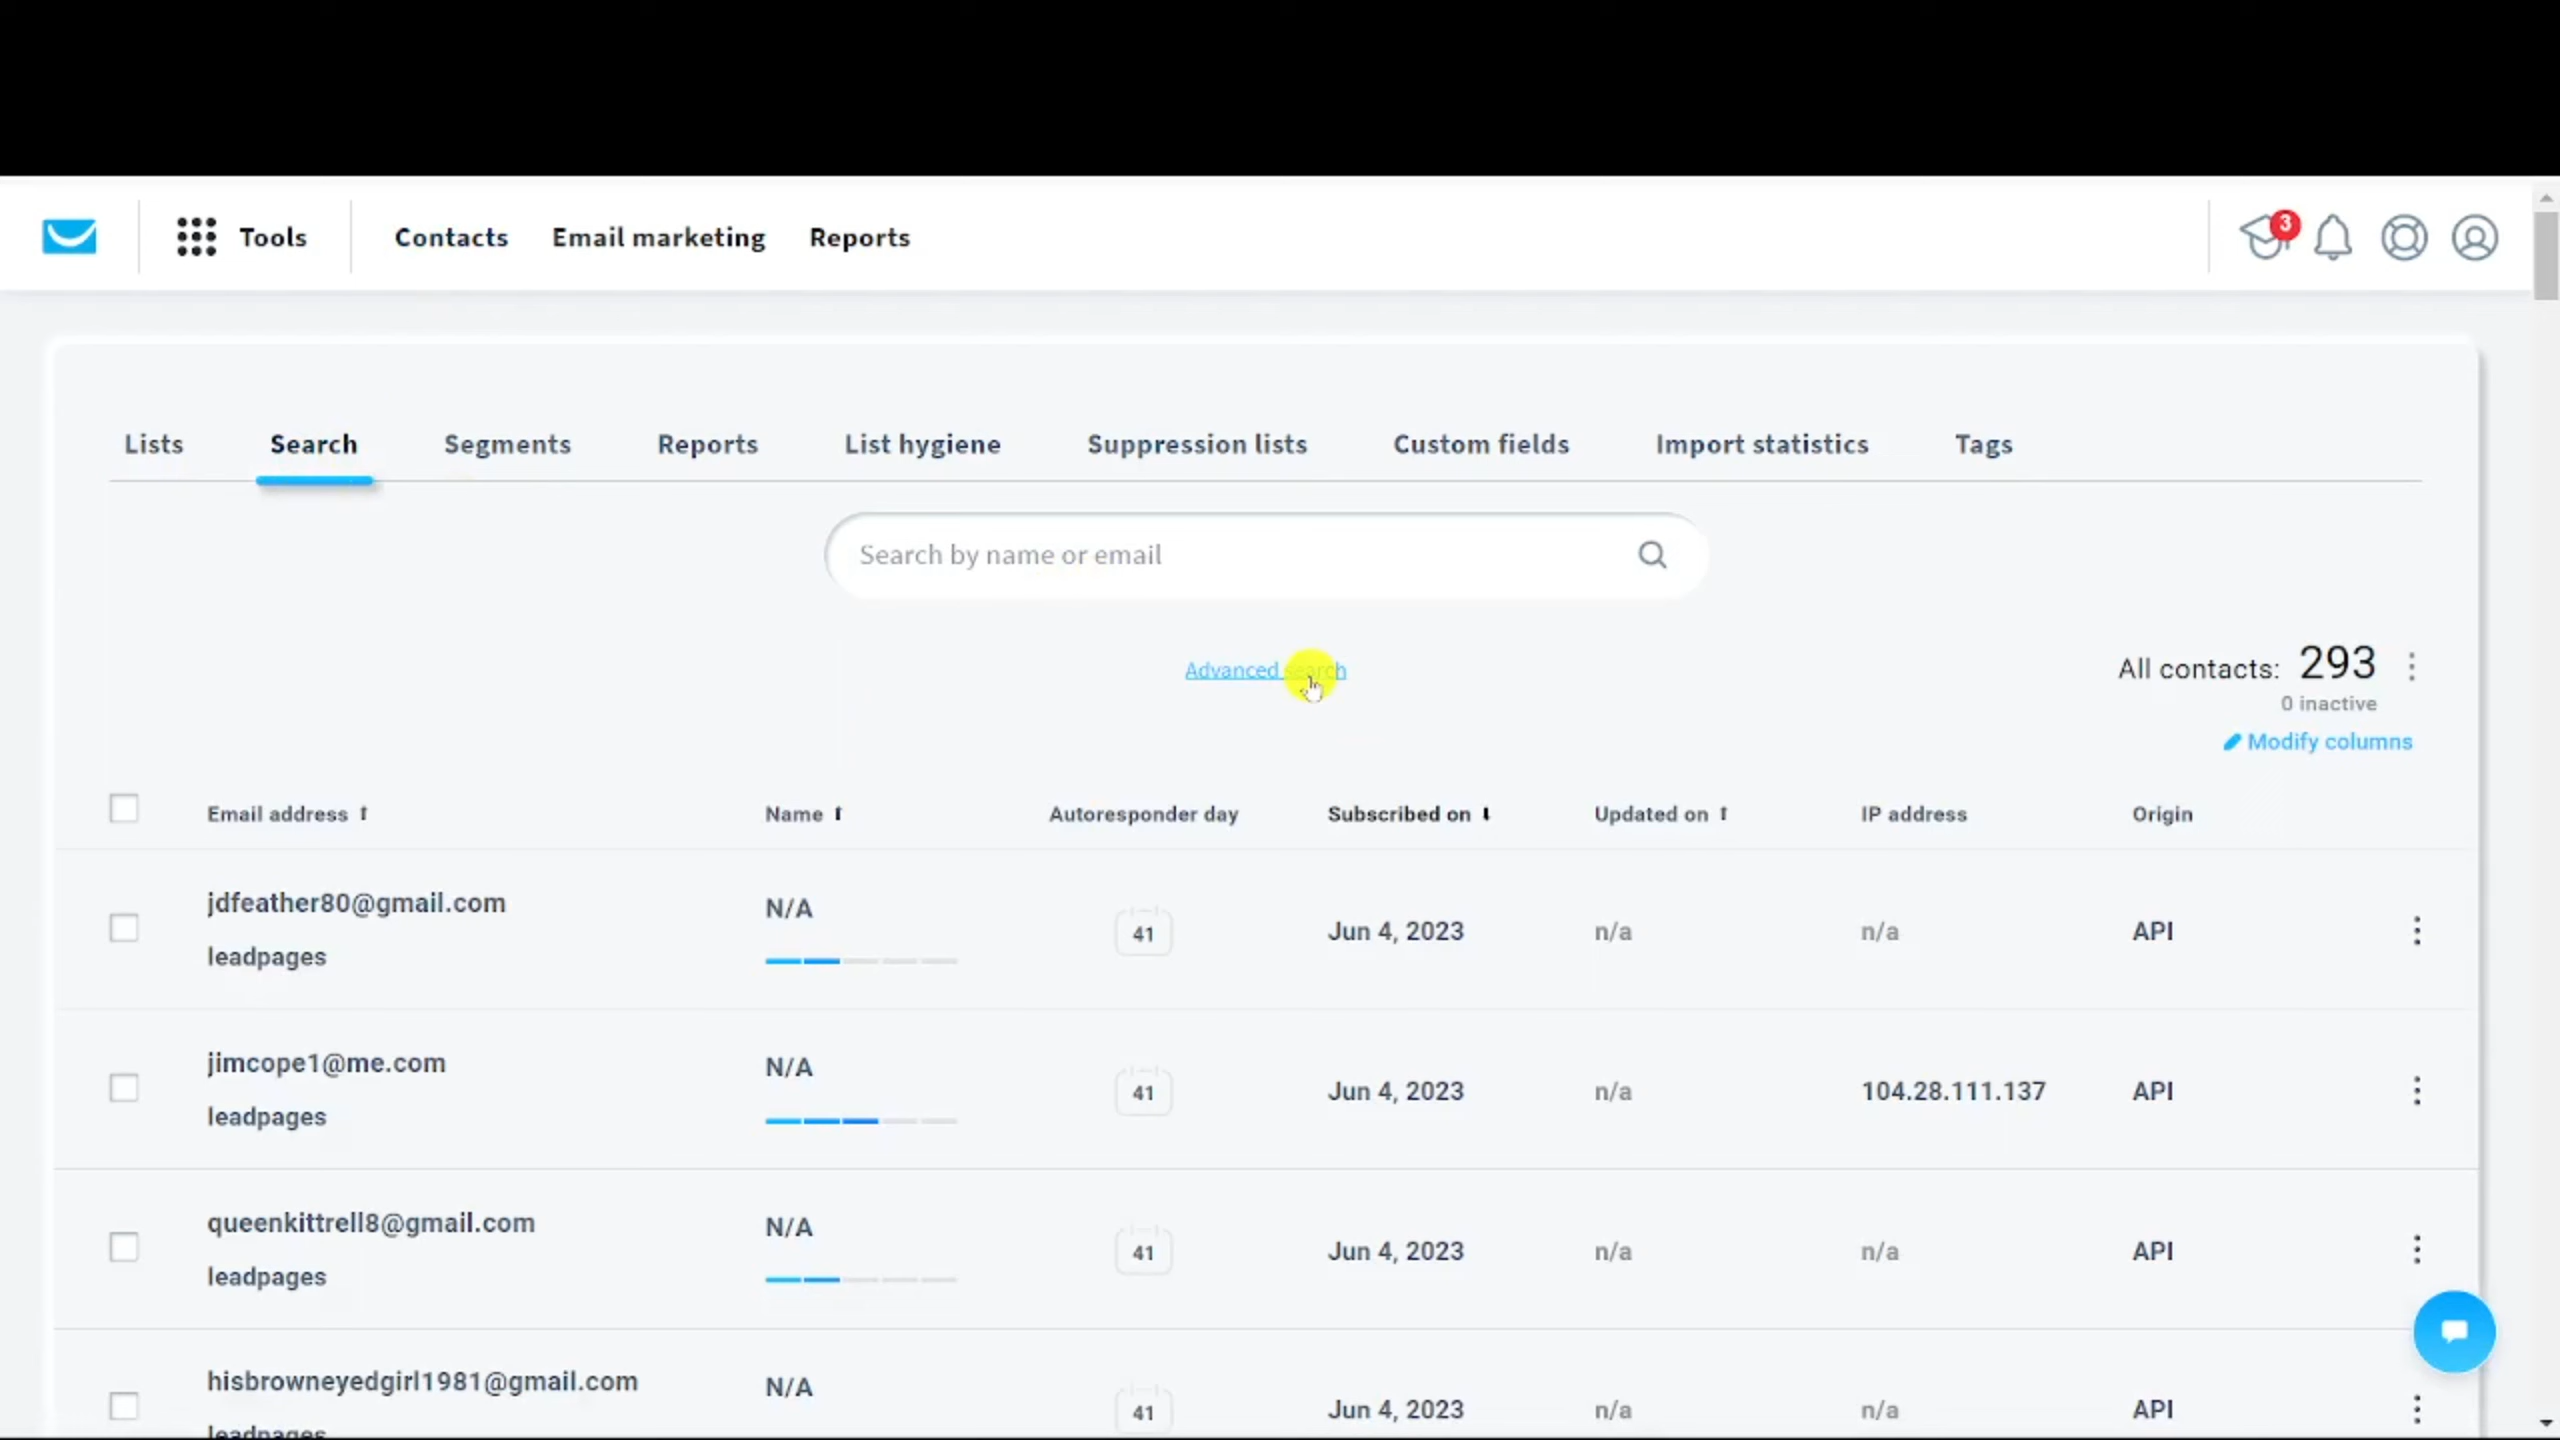 Tools
Contacts
Email marketing
Reports
3
Lists
Search
Segments
Reports
List hygiene
Suppression lists
Custom fields
Import statistics
Tags
Search by name or email
Advanced search
All contacts: 293
0 inactive
Modify columns
Email address
Name
Autoresponder day
Subscribed on
Updated on
IP address
Origin
jdfeather80@gmail.com
leadpages
N/A
41
Jun 4, 2023
n/a
n/a
API
jimcope1@me.com
leadpages
N/A
41
Jun 4, 2023
n/a
104.28.111.137
API
queenkittrell8@gmail.com
leadpages
N/A
41
Jun 4, 2023
n/a
n/a
API
hisbrowneyedgirl1981@gmail.com
leadpages
N/A
41
Jun 4, 2023
n/a
n/a
API